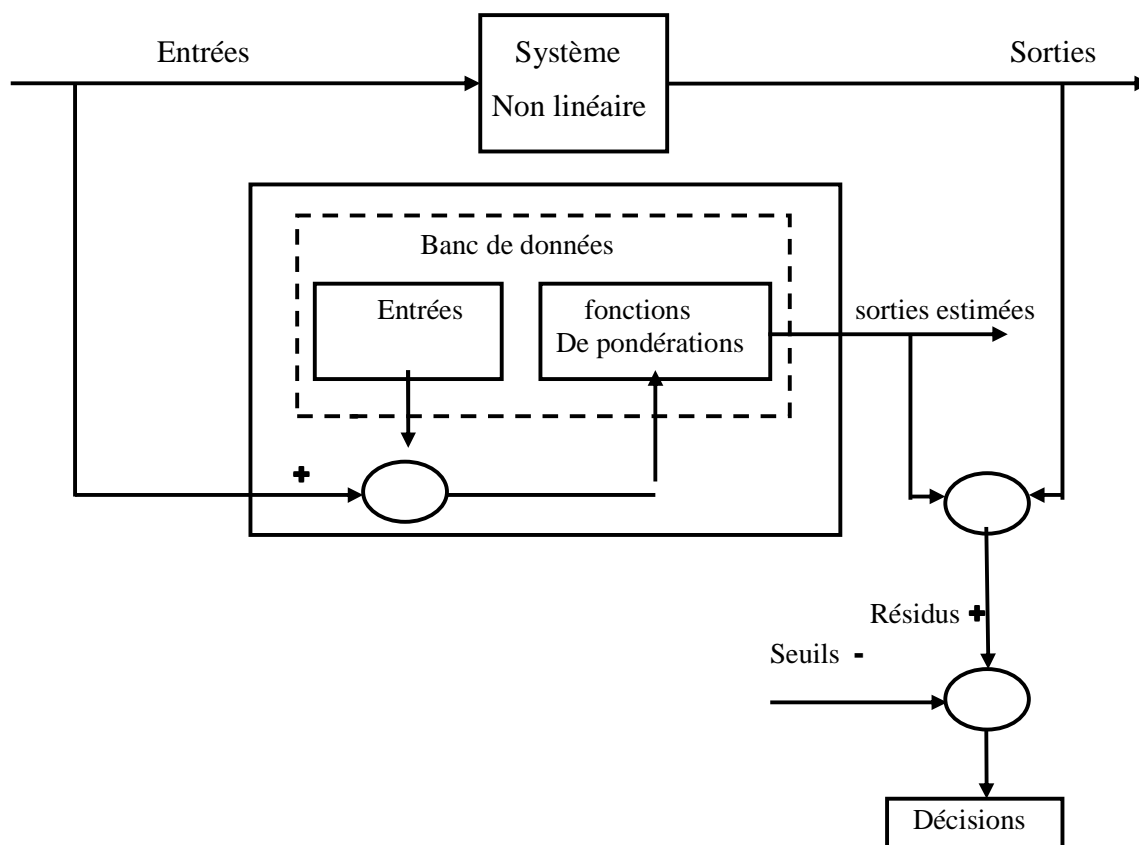 Entrées
Système
Non linéaire
Sorties
Banc de données
Entrées
fonctions
De pondérations
sorties estimées
+
Résidus +
Seuils -
Décisions